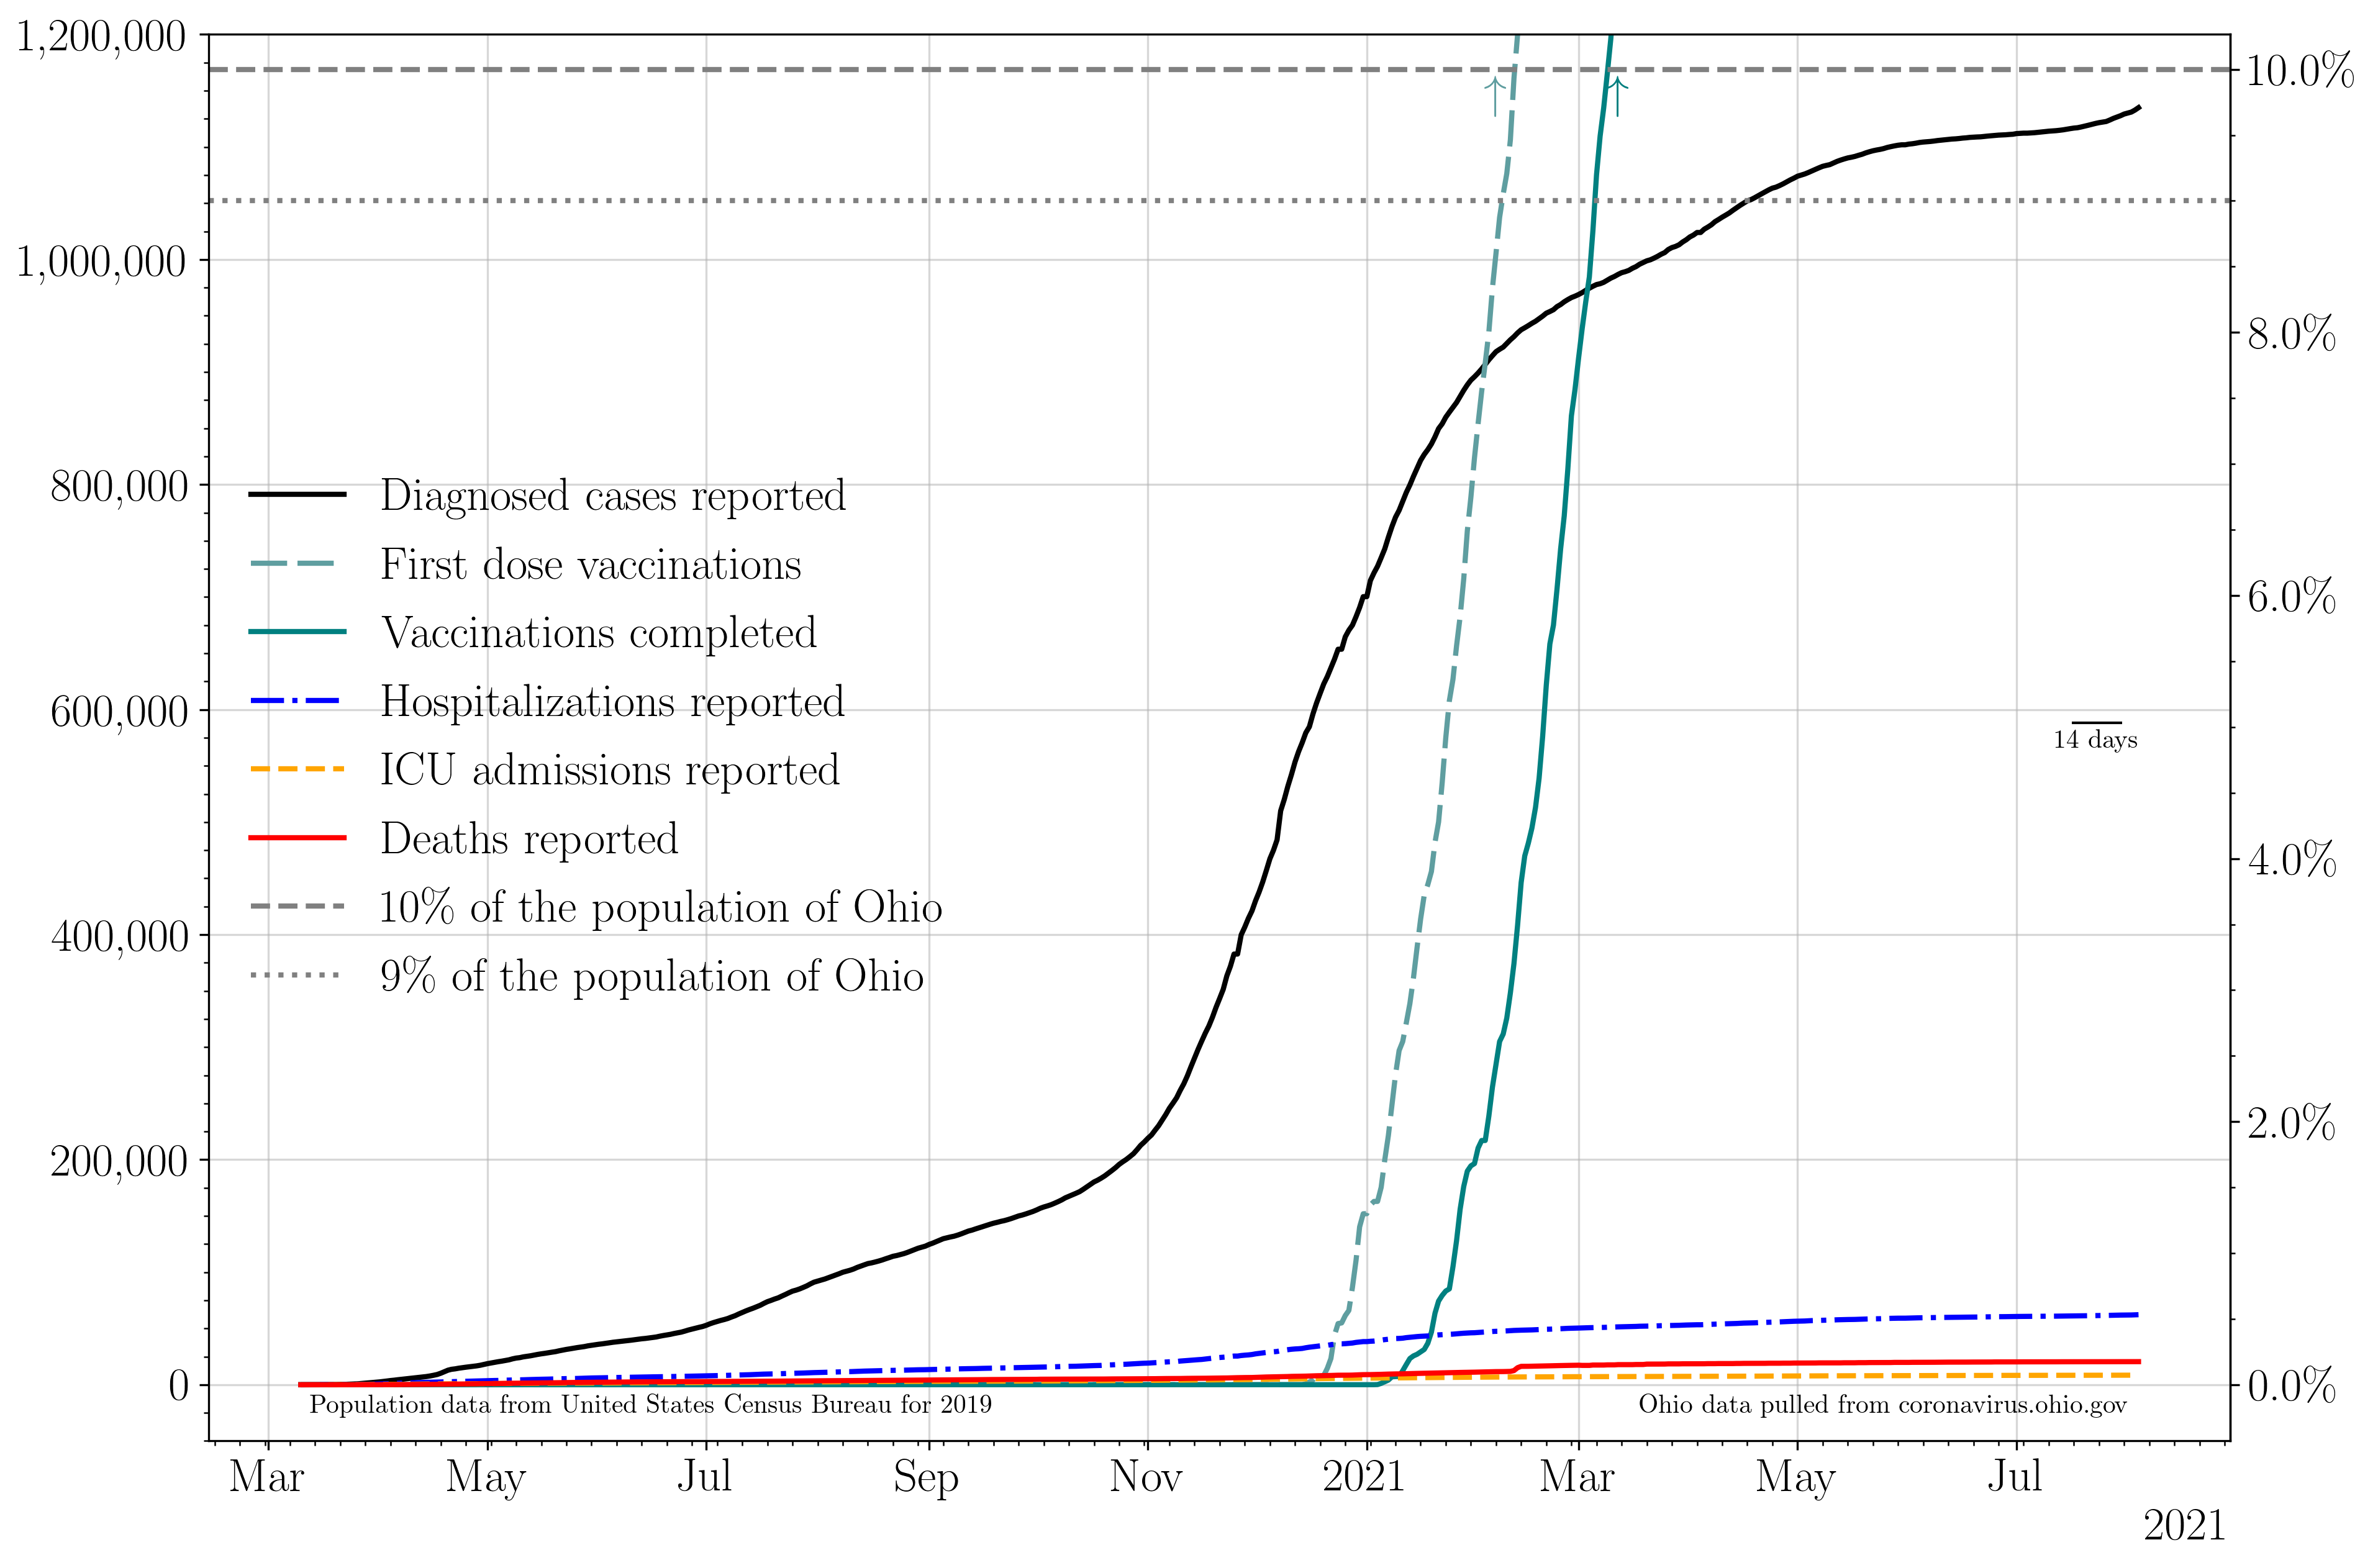 1,200,000
1,000,000
800,000
600,000
400,000
200,000
0
10.0%
8.0%
6.0%
4.0%
2.0%
0.0%
Diagnosed cases reported
First dose vaccinations
Vaccinations completed
Hospitalizations reported
ICU admissions reported
Deaths reported
10% of the population of Ohio
9% of the population of Ohio
14 days
Population data from United States Census Bureau for 2019
Ohio data pulled from coronavirus.ohio.gov
Mar May Jul Sep Nov 2021 Mar May Jul
2021